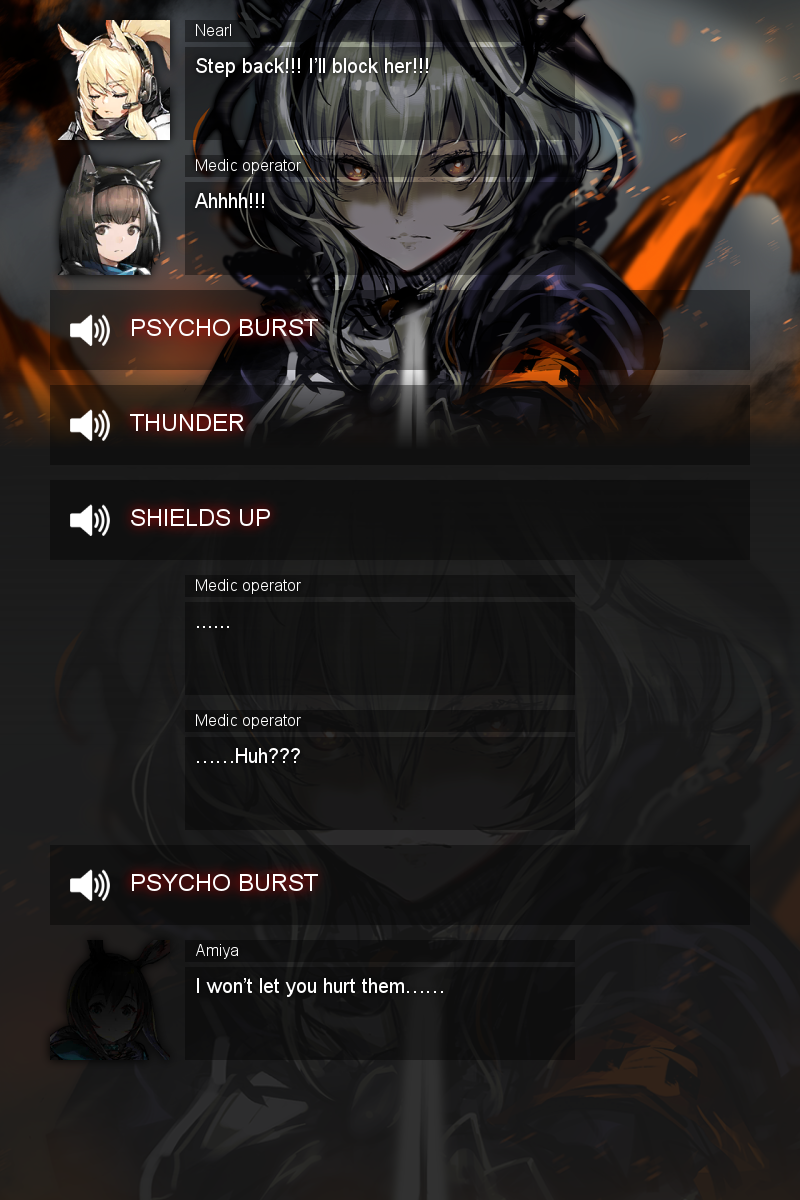 Nearl
Step back!!! I'll block her!!!
Medic operator
Ahhhh!!!
PSYCHO BURST
THUNDER
SHIELDS UP
Medic operator
......
Medic operator
......Huh???
PSYCHO BURST
Amiya
I won't let you hurt them......